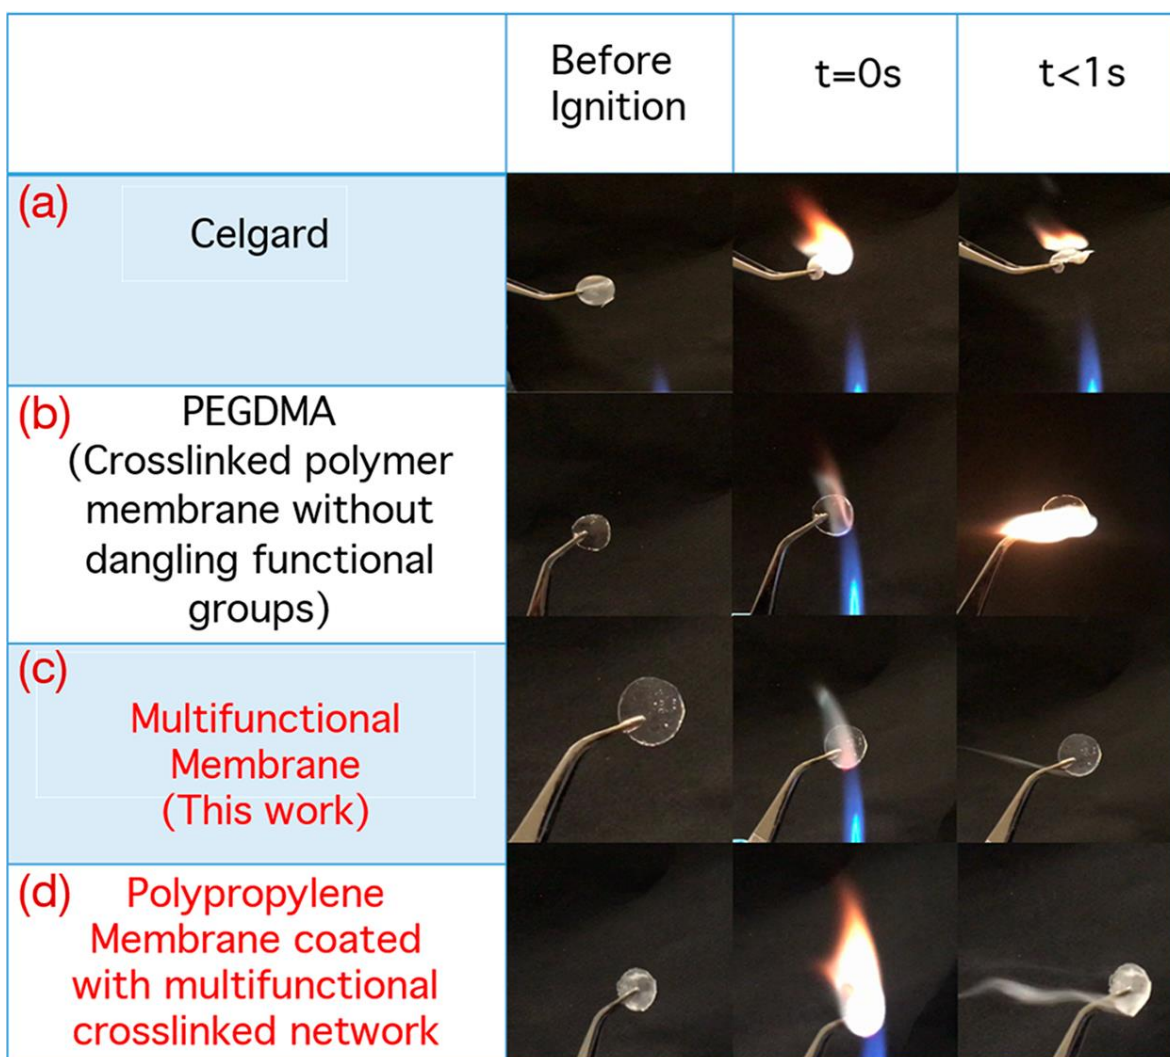 Before
Ignition
t=0s
t<1s
(a)
Celgard
(b)
PEGDMA
(Crosslinked polymer
membrane without
dangling functional
groups)
(c)
Multifunctional
Membrane
(This work)
(d)
Polypropylene
Membrane coated
with multifunctional
crosslinked network